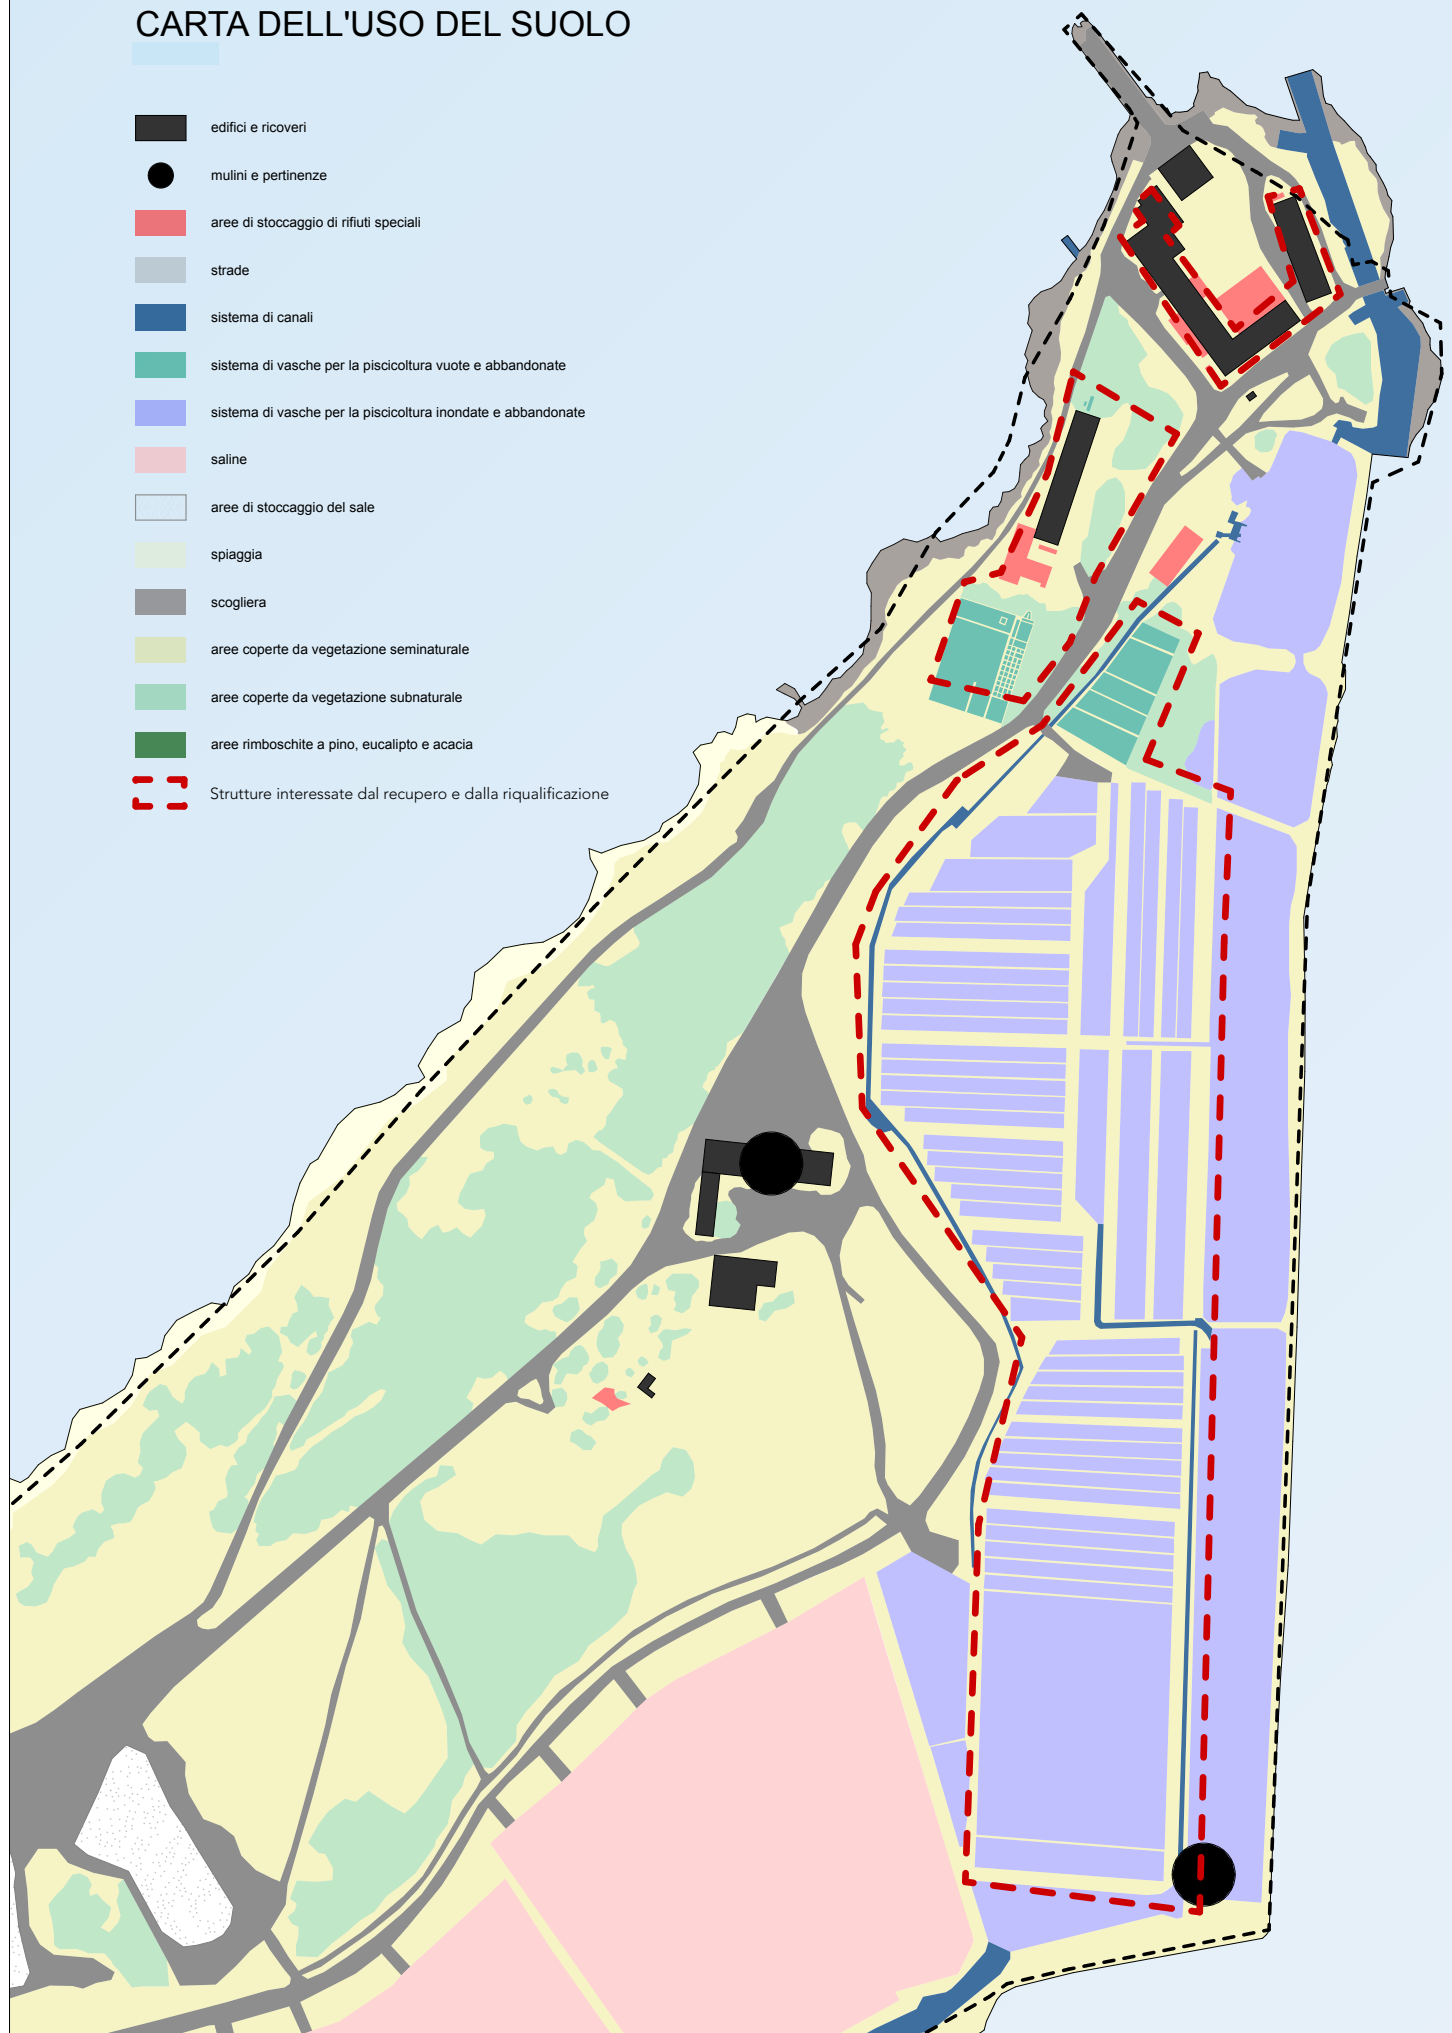 CARTA DELL'USO DEL SUOLO
edifici e ricoveri
mulini e pertinenze
aree di stoccaggio di rifiuti speciali
strade
sistema di canali
sistema di vasche per la piscicoltura vuote e abbandonate
sistema di vasche per la piscicoltura inondate e abbandonate
saline
aree di stoccaggio del sale
spiaggia
scogliera
aree coperte da vegetazione seminaturale
aree coperte da vegetazione subnaturale
aree rimboschite a pino, eucalipto e acacia
Strutture interessate dal recupero e dalla riqualificazione